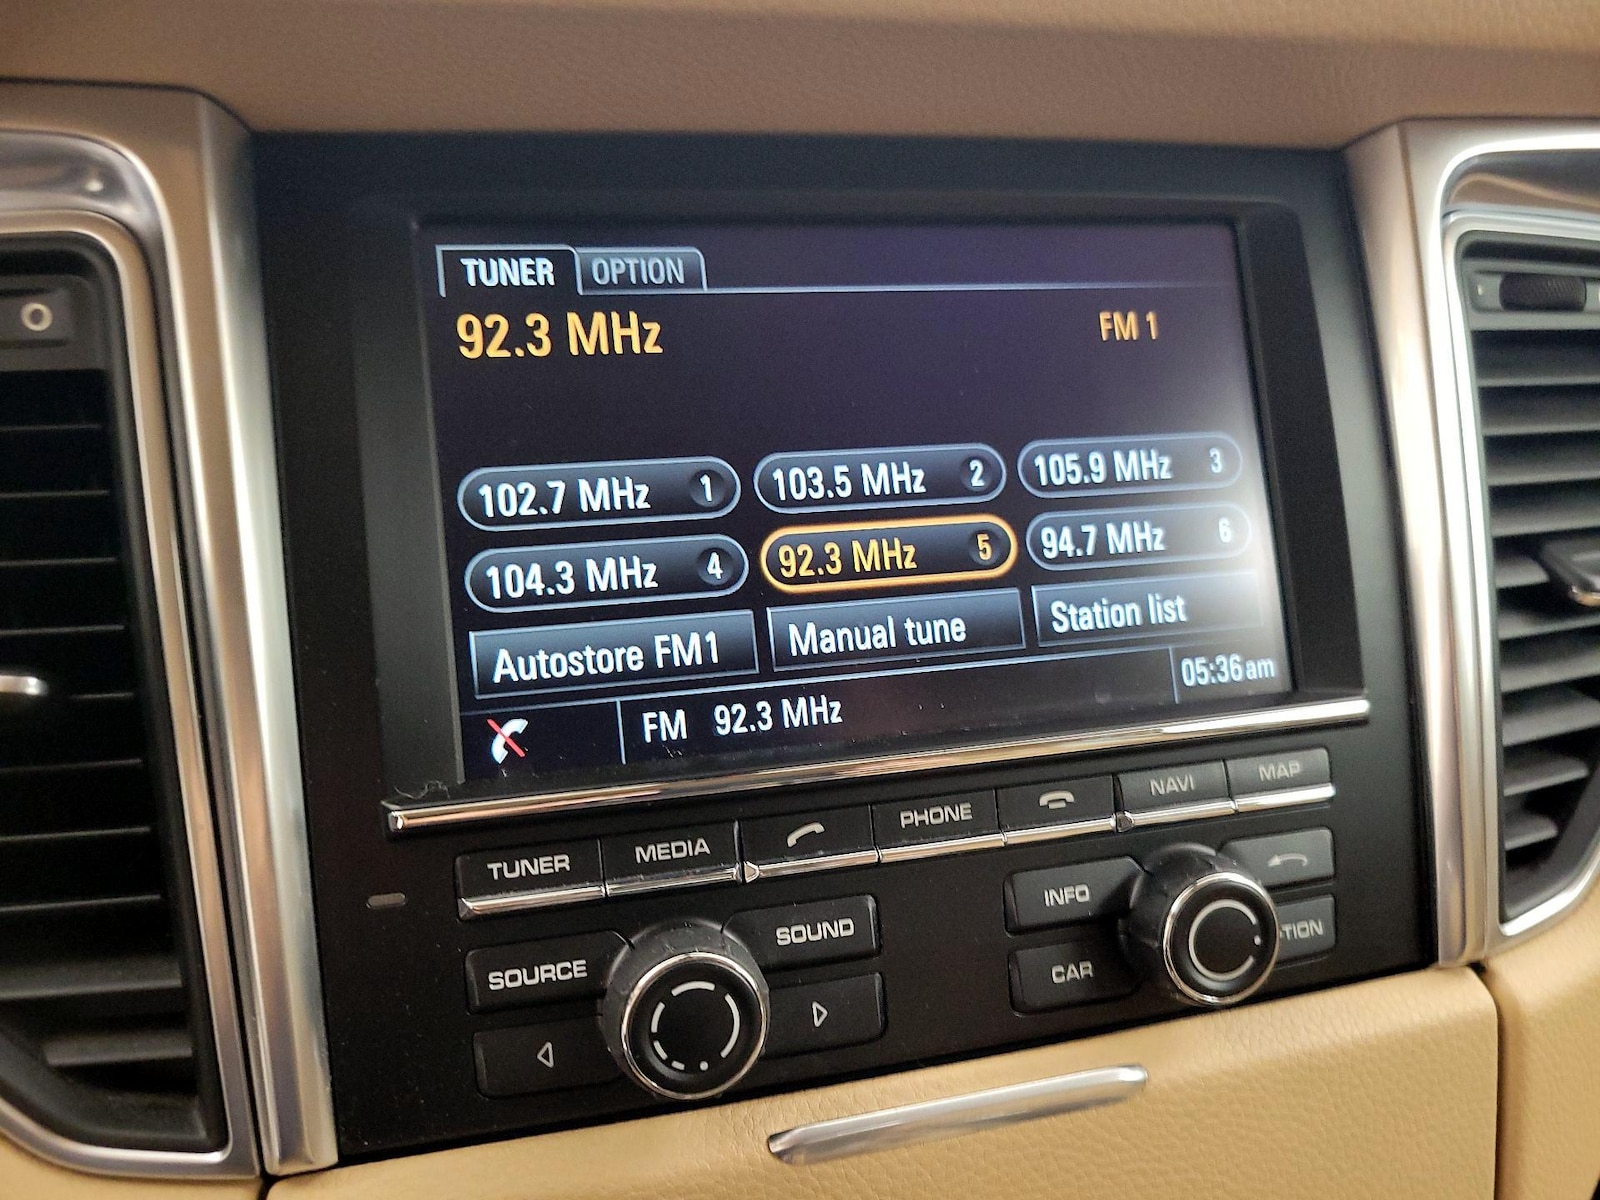 TUNER OPTION
92.3 MHz FM 1
102.7 MHz 1 103.5 MHz 2 105.9 MHz 3
104.3 MHz 4 92.3 MHz 5 94.7 MHz 6
Autostore FM1 Manual tune Station list
FM 92.3 MHz 05:36am
TUNER MEDIA PHONE NAVI MAP
SOURCE SOUND INFO
CAR TION